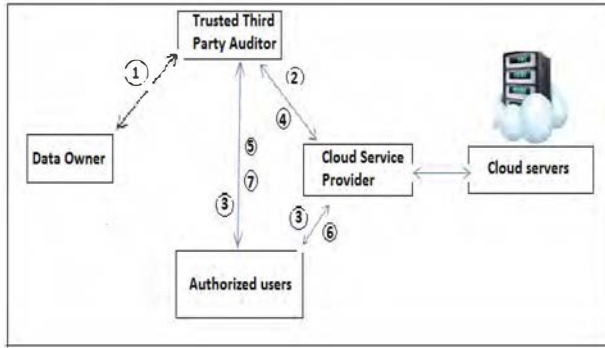 Trusted Third
Party Auditor
1
2
4
Data Owner
5
Cloud Service
Provider
Cloud servers
7
3
3
6
Authorized users